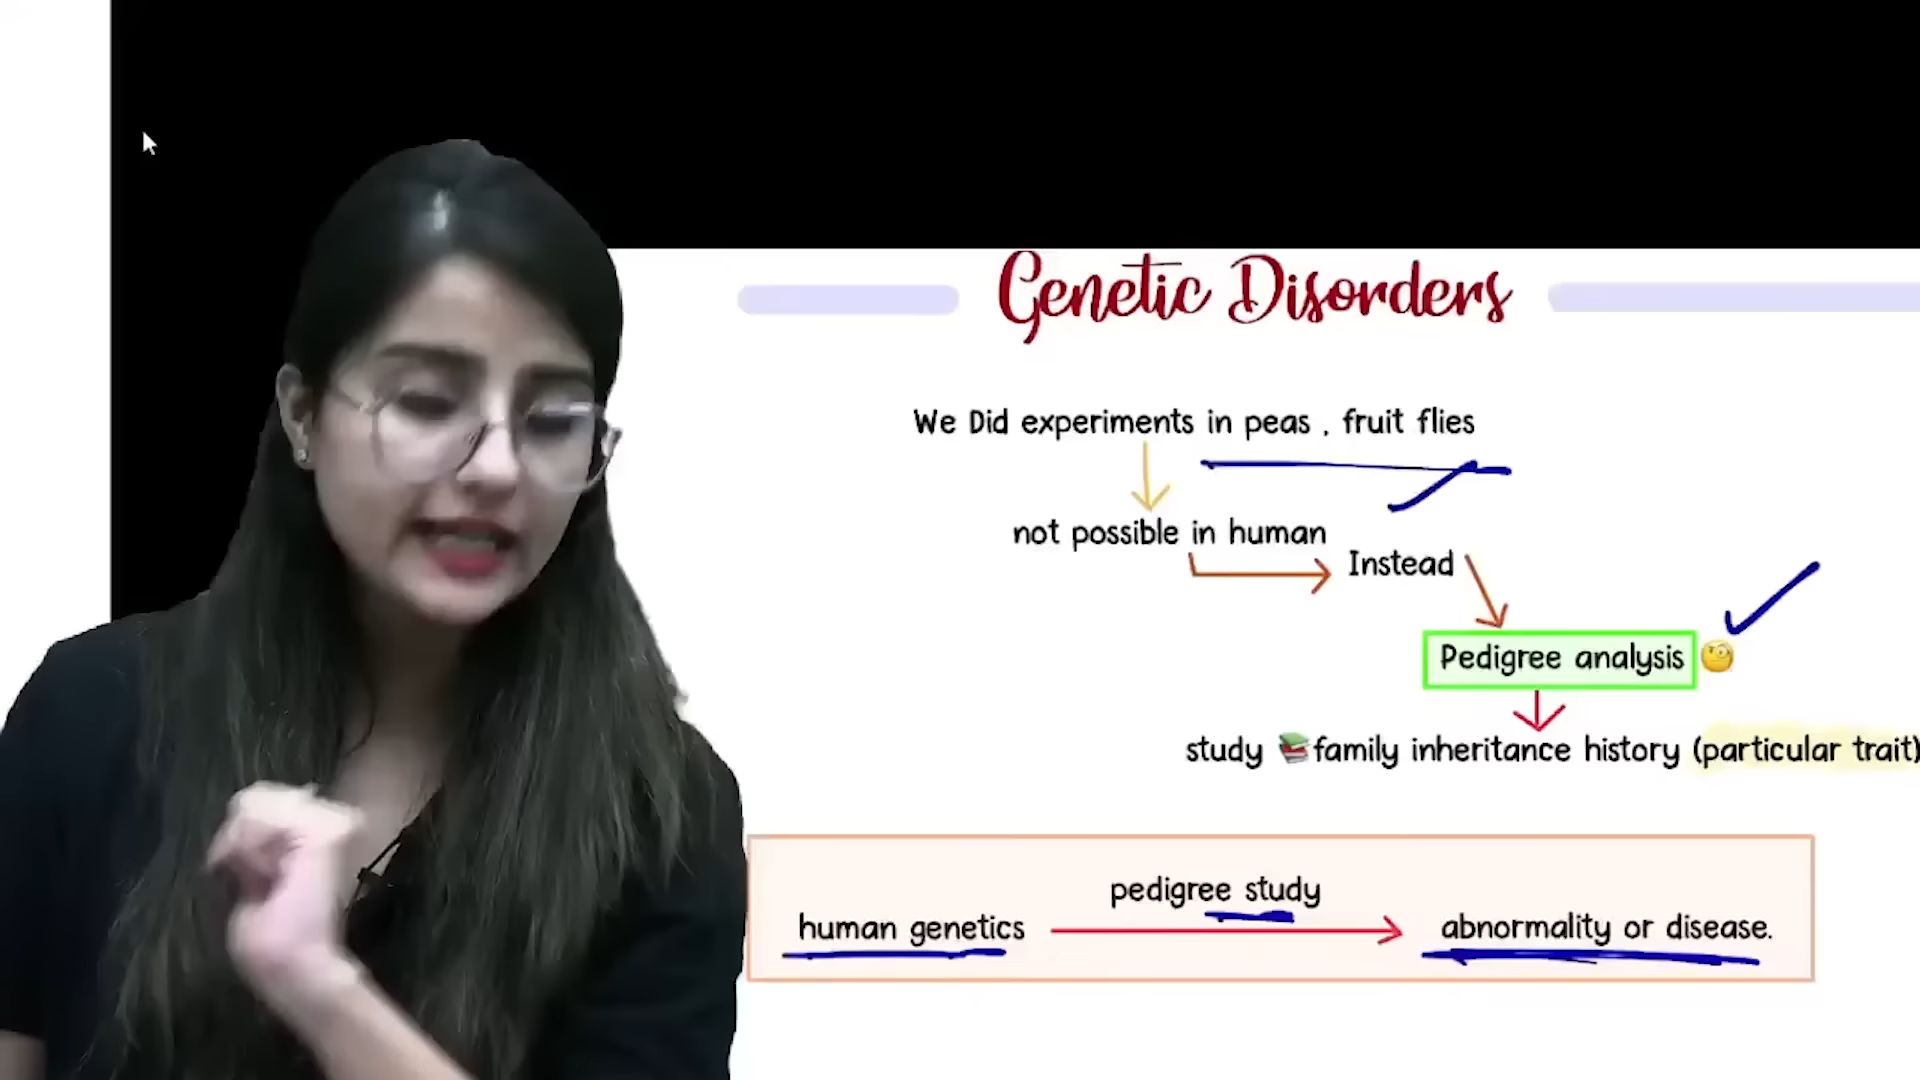 Genetic Disorders
We Did experiments in peas , fruit flies
not possible in human
Instead
Pedigree analysis
study family inheritance history (particular trait)
pedigree study
human genetics
abnormality or disease.